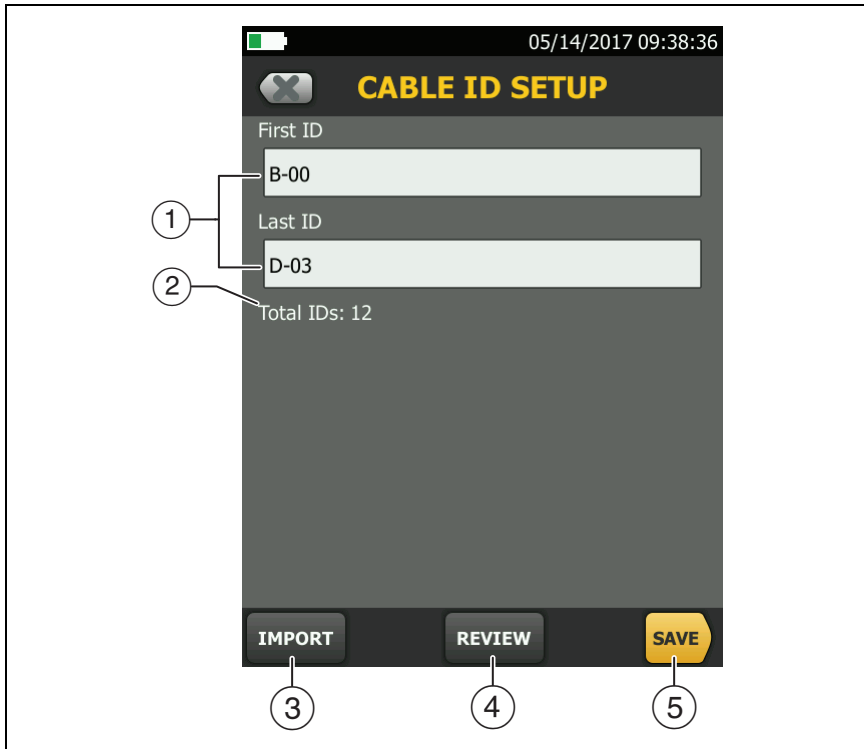 05/14/2017 09:38:36
CABLE ID SETUP
First ID
B-00
1
Last ID
D-03
2
Total IDs: 12
IMPORT
REVIEW
SAVE
3
4
5